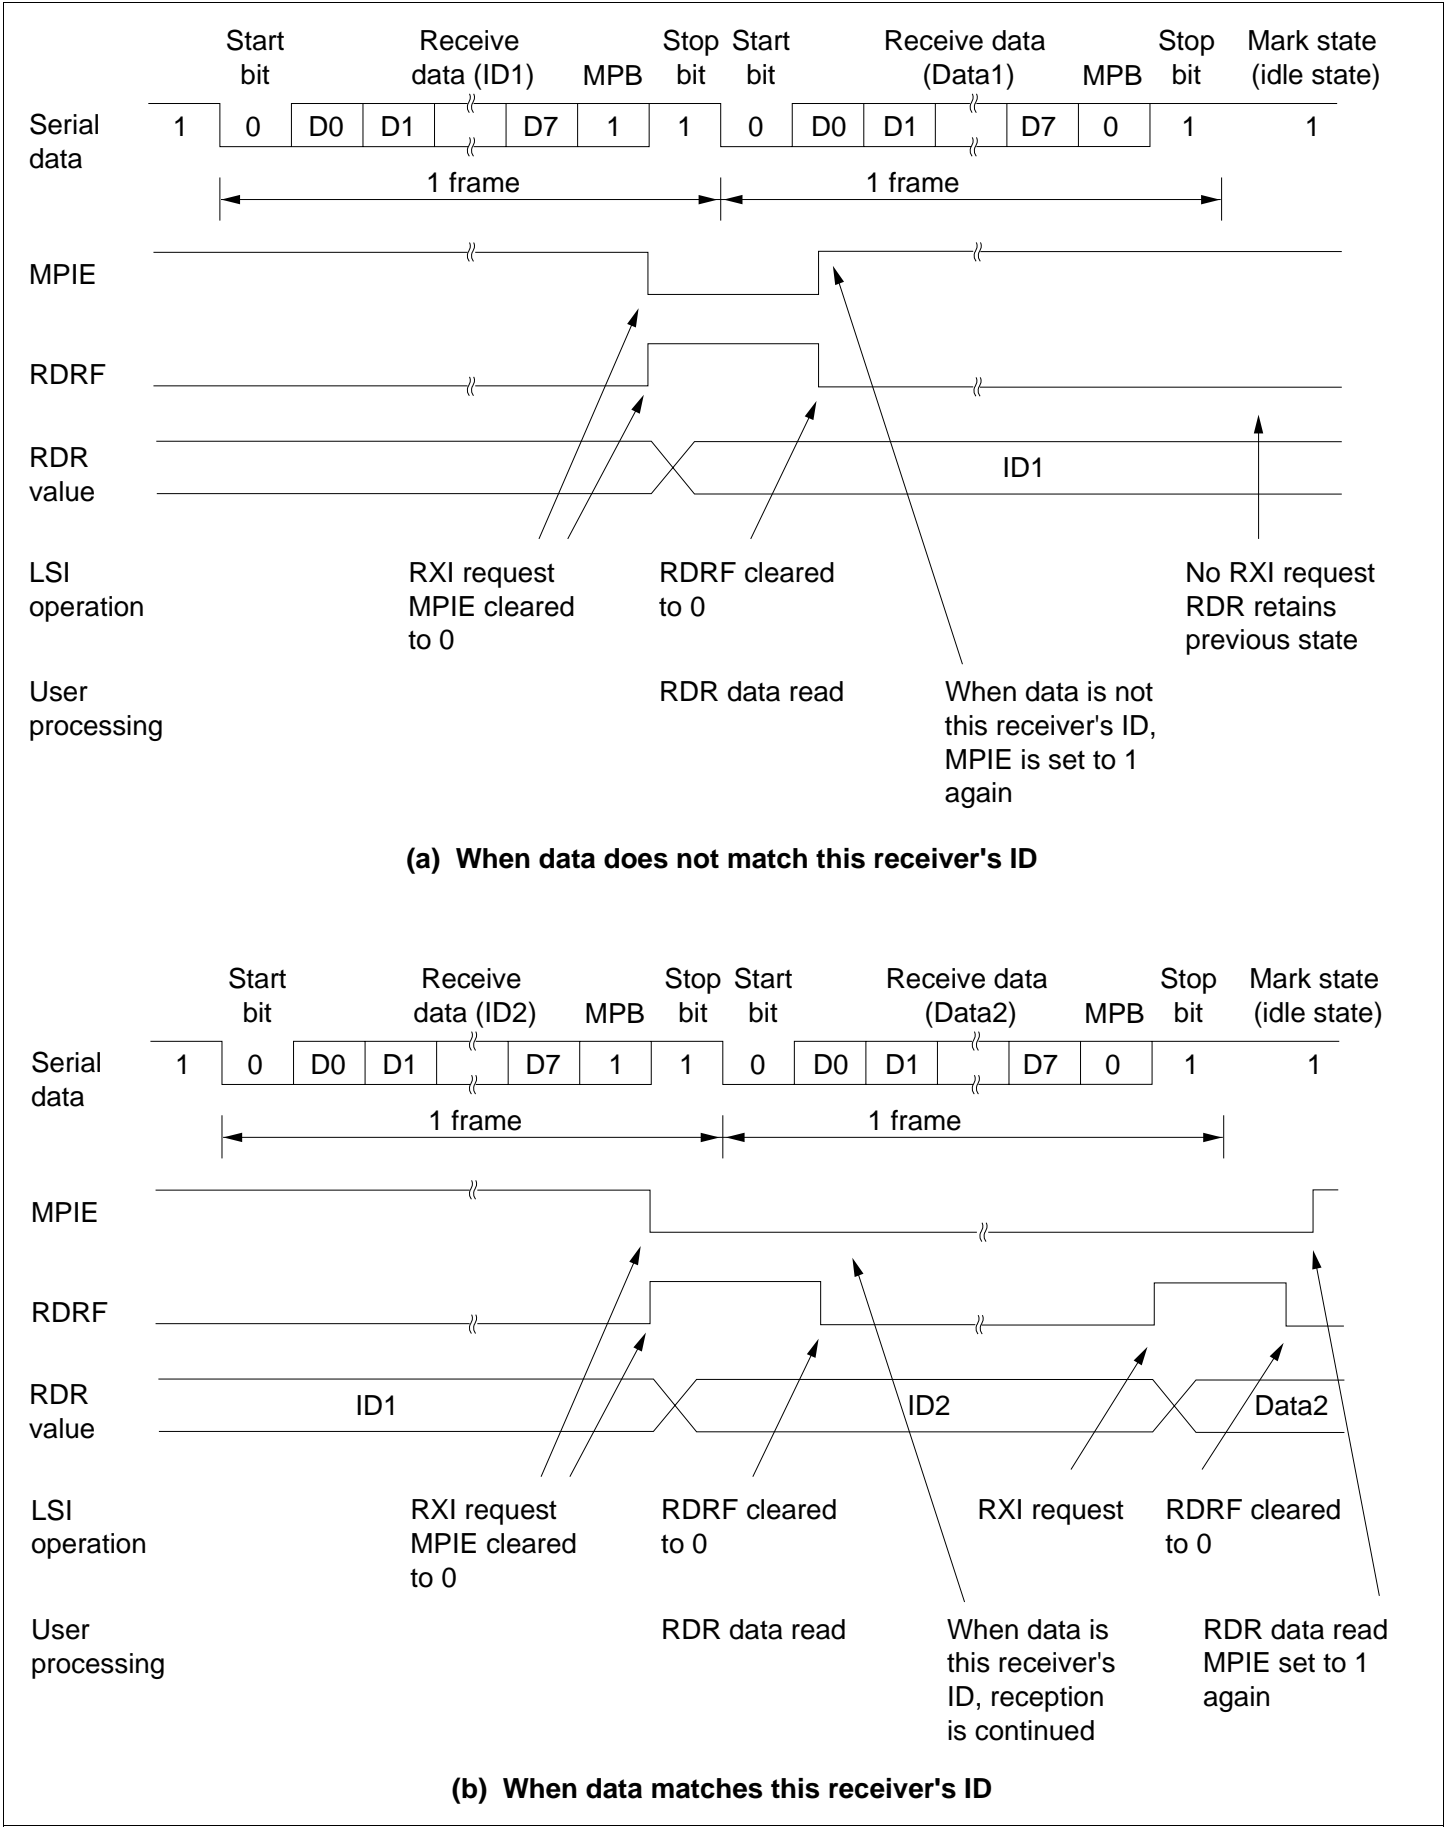 Start Receive Stop Start Receive data Stop Mark state
bit data (ID1) MPB bit bit (Data1) MPB bit (idle state)
Serial data 1 0 D0 D1 D7 1 1 0 D0 D1 D7 0 1 1
1 frame 1 frame
MPIE
RDRF
RDR value ID1
LSI RXI request RDRF cleared No RXI request
operation MPIE cleared to 0 RDR retains
to 0 previous state
User RDR data read When data is not
processing this receiver's ID,
MPIE is set to 1
again
(a) When data does not match this receiver's ID
Start Receive Stop Start Receive data Stop Mark state
bit data (ID2) MPB bit bit (Data2) MPB bit (idle state)
Serial data 1 0 D0 D1 D7 1 1 0 D0 D1 D7 0 1 1
1 frame 1 frame
MPIE
RDRF
RDR value ID1 ID2 Data2
LSI RXI request RDRF cleared RXI request RDRF cleared
operation MPIE cleared to 0 to 0
to 0
User RDR data read When data is RDR data read
processing this receiver's MPIE set to 1
ID, reception again
is continued
(b) When data matches this receiver's ID